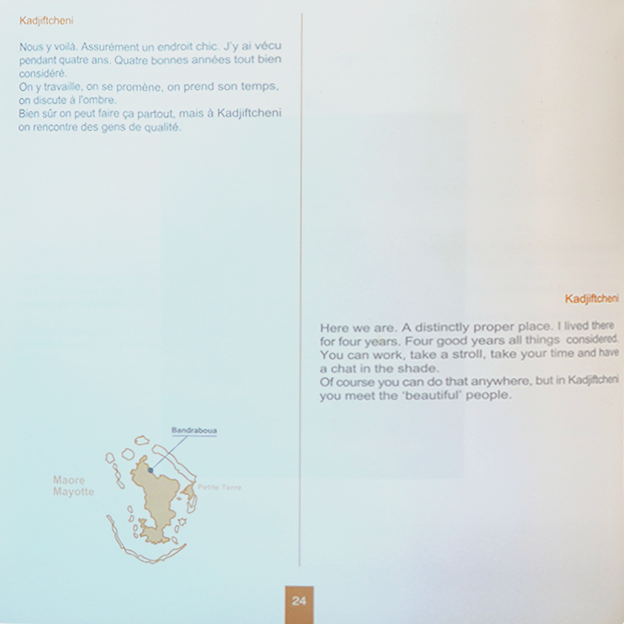 Kadjiftcheni
Nous y voilà. Assurément un endroit chic. J'y ai vécu
pendant quatre ans. Quatre bonnes années tout bien
considéré.
On y travaille, on se promène, on prend son temps,
on discute à l'ombre.
Bien sûr on peut faire ça partout, mais à Kadjiftcheni
on rencontre des gens de qualité.
Kadjiftcheni
Here we are. A distinctly proper place. I lived there
for four years. Four good years all things considered.
You can work, take a stroll, take your time and have
a chat in the shade.
Of course you can do that anywhere, but in Kadjiftcheni
you meet the 'beautiful' people.
Bandraboua
Maore
Mayotte
Petite Terre
24